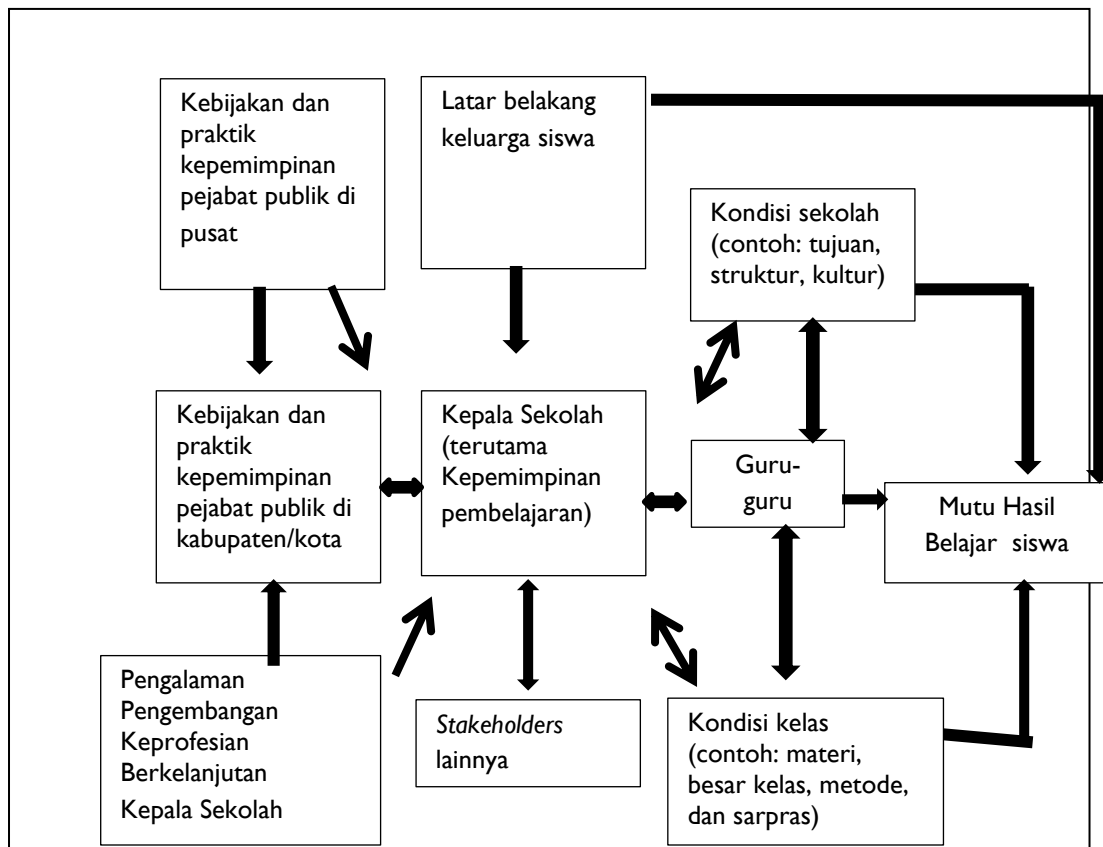 Kebijakan dan
praktik
kepemimpinan
pejabat publik di
pusat
Latar belakang
keluarga siswa
Kondisi sekolah
(contoh: tujuan,
struktur, kultur)
Kebijakan dan
praktik
kepemimpinan
pejabat publik di
kabupaten/kota
Kepala Sekolah
(terutama
Kepemimpinan
pembelajaran)
Guru-
guru
Mutu Hasil
Belajar siswa
Pengalaman
Pengembangan
Keprofesian
Berkelanjutan
Kepala Sekolah
Stakeholders
lainnya
Kondisi kelas
(contoh: materi,
besar kelas, metode,
dan sarpras)